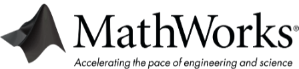 MathWorks®
Accelerating the pace of engineering and science